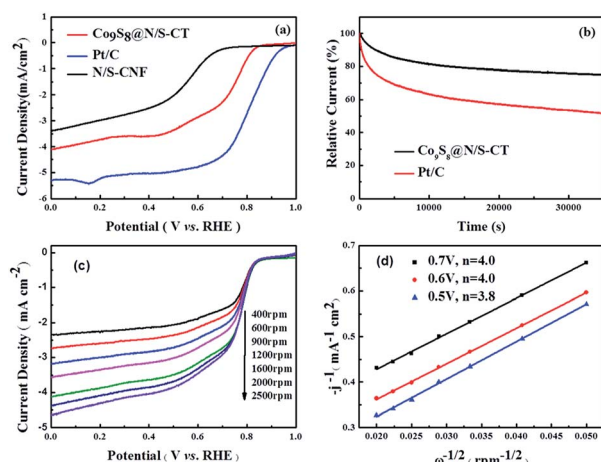 (a)
Co9S8@N/S-CT
Pt/C
N/S-CNF
Current Density(mA/cm²)
0
-1
-2
-3
-4
-5
-6
0.0 0.2 0.4 0.6 0.8 1.0
Potential ( V vs. RHE )
(b)
Relative Current (%)
100
80
60
40
20
0
Co₉S₈@N/S-CT
Pt/C
0 10000 20000 30000
Time (s)
(c)
Current Density ( mA cm⁻²)
0
-1
-2
-3
-4
-5
400rpm
600rpm
900rpm
1200rpm
1600rpm
2000rpm
2500rpm
0.0 0.2 0.4 0.6 0.8 1.0
Potential( V vs. RHE )
(d)
0.7V, n=4.0
0.6V, n=4.0
0.5V, n=3.8
-j⁻¹(mA⁻¹ cm²)
0.7
0.6
0.5
0.4
0.3
0.020 0.025 0.030 0.035 0.040 0.045 0.050
ω⁻¹/²(rpm⁻¹/²)